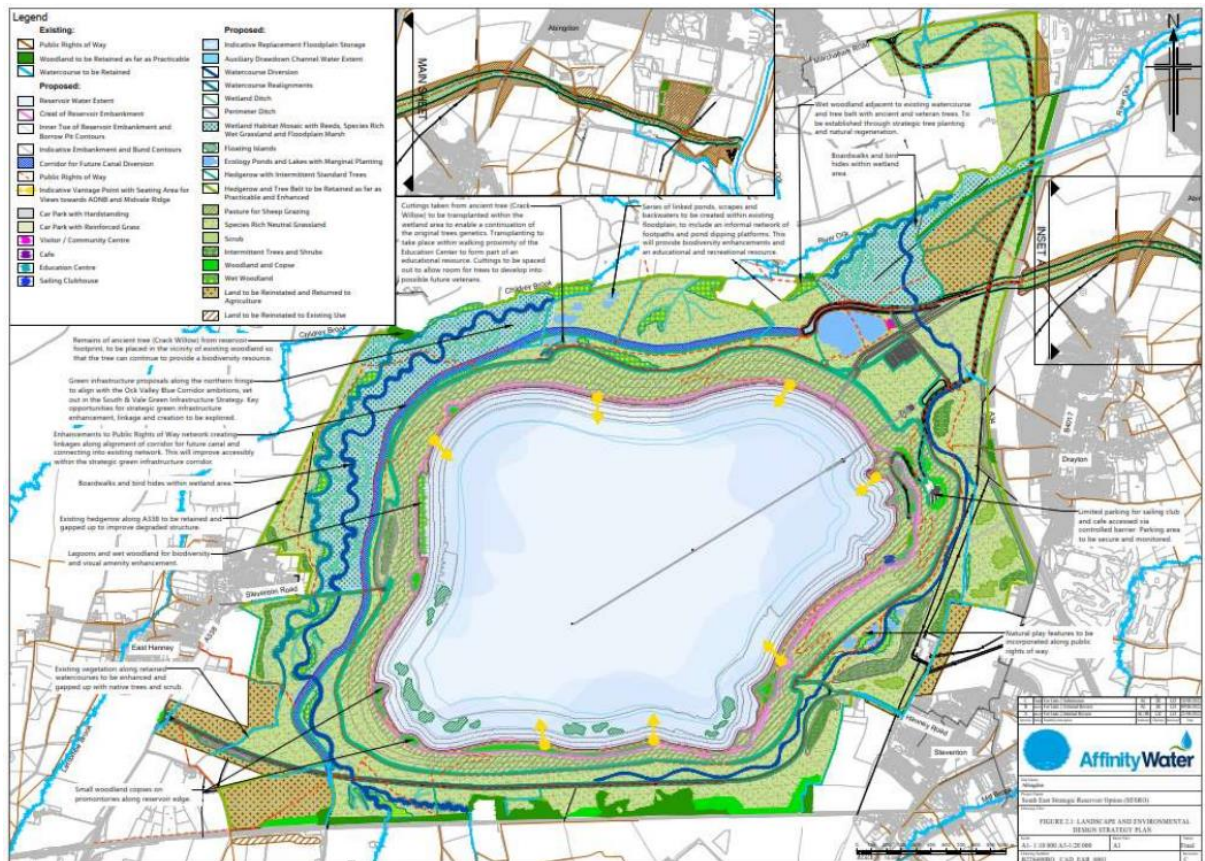 Legend
Existing:
Public Rights of Way
Woodland to be Retained as far as Practicable
Watercourse to be Retained
Proposed:
Reservoir Water Extent
Crest of Reservoir Embankment
Inner Toe of Reservoir Embankment and
Borrow Pit Contours
Indicative Embankment and Bund Contours
Corridor for Future Canal Diversion
Public Rights of Way
Indicative Vantage Point with Seating Area for
Views towards AONB and Midvale Ridge
Car Park with Hardstanding
Car Park with Reinforced Grass
Visitor / Community Centre
Cafe
Education Centre
Sailing Clubhouse
Proposed:
Indicative Replacement Floodplain Storage
Auxiliary Drawdown Channel Water Extent
Watercourse Diversion
Watercourse Realignments
Wetland Ditch
Perimeter Ditch
Wetland Habitat Mosaic with Reeds, Species Rich
Wet Grassland and Floodplain Marsh
Floating Islands
Ecology Ponds and Lakes with Marginal Planting
Hedgerow with Intermittent Standard Trees
Hedgerow and Tree Belt to be Retained as far as
Practicable and Enhanced
Pasture for Sheep Grazing
Species Rich Neutral Grassland
Scrub
Intermittent Trees and Shrubs
Woodland and Copse
Wet Woodland
Land to be Reinstated and Returned to
Agriculture
Land to be Reinstated to Existing Use
Abingdon
MAIN
Marcham Road
N
River Ock
Wet woodland adjacent to existing watercourse
and tree belt with ancient and veteran trees. To
be established through strategic tree planting
and natural regeneration.
Boardwalks and bird
hides within wetland
area.
INSET A
Cuttings taken from ancient tree (Crack
Willow) to be transplanted within the
wetland area to enable a continuation of
the original trees genetics. Transplanting to
take place within walking proximity of the
Education Center to form part of an
educational resource. Cuttings to be spaced
out to allow room for trees to develop into
possible future veterans.
Series of linked ponds, scrapes and
backwaters to be created within existing
floodplain, to include an informal network of
footpaths and pond dipping platforms. This
will provide biodiversity enhancements and
an educational and recreational resource.
River Ock
Childrey Brook
Childrey Brook
Remains of ancient tree (Crack Willow) from reservoir
footprint, to be placed in the vicinity of existing woodland so
that the tree can continue to provide a biodiversity resource.
Green infrastructure proposals along the northern fringe
to align with the Ock Valley Blue Corridor ambitions, set
out in the South & Vale Green Infrastructure Strategy. Key
opportunities for strategic green infrastructure
enhancement, linkage and creation to be explored.
Enhancements to Public Rights of Way network creating
linkages along alignment of corridor for future canal and
connecting into existing network. This will improve accessibly
within the strategic green infrastructure corridor.
Boardwalks and bird hides within wetland area.
Existing hedgerow along A338 to be retained and
gapped up to improve degraded structure.
Lagoons and wet woodland for biodiversity
and visual amenity enhancement.
A34
B4017
Drayton
Limited parking for sailing club
and cafe accessed via
controlled barrier. Parking area
to be secure and monitored.
Steventon Road
A338
East Hanney
Existing vegetation along retained
watercourses to be enhanced and
gapped up with native trees and scrub.
Natural play features to be
incorporated along public
rights of way.
Hanney Road
Steventon
Small woodland copses on
promontories along reservoir edge.
AffinityWater
Abingdon
South East Strategic Reservoir Option (SESRO)
FIGURE 2.1: LANDSCAPE AND ENVIRONMENTAL
DESIGN STRATEGY PLAN
A1
Final